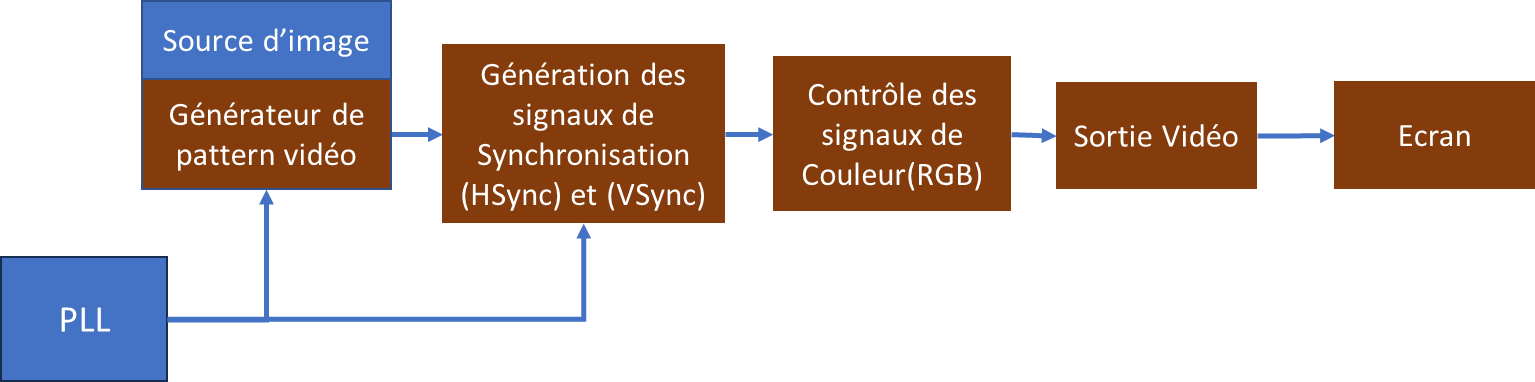 Source d’image
Générateur de
pattern vidéo
Génération des
signaux de
Synchronisation
(HSync) et (VSync)
Contrôle des
signaux de
Couleur(RGB)
Sortie Vidéo
Ecran
PLL